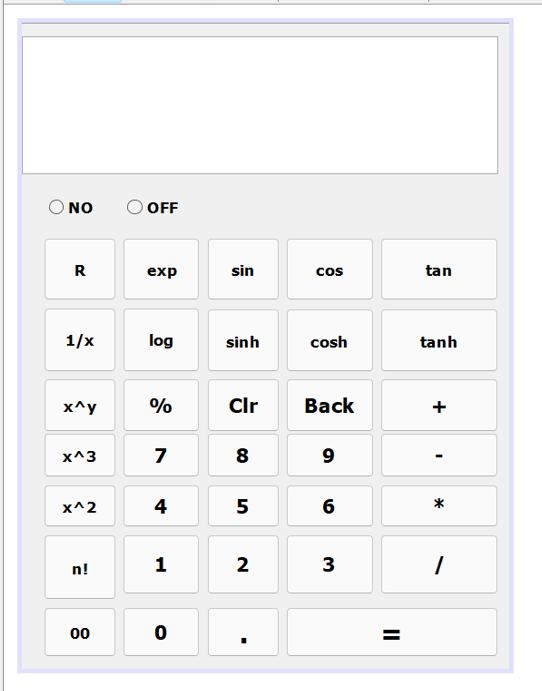 NO OFF
R exp sin cos tan
1/x log sinh cosh tanh
x^y % Clr Back +
x^3 7 8 9 -
x^2 4 5 6 *
n! 1 2 3 /
00 0 . =